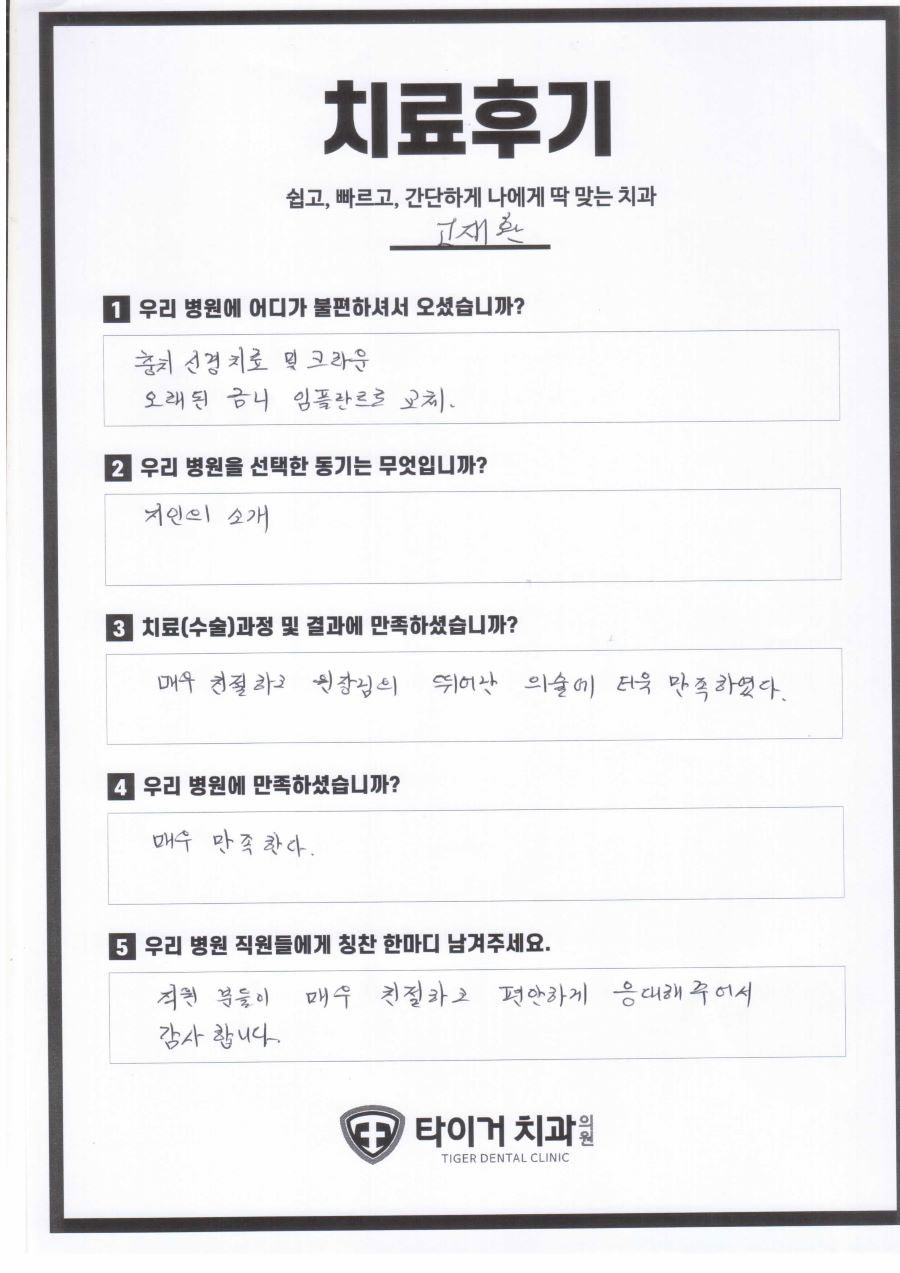 치료후기
쉽고, 빠르고, 간단하게 나에게 딱 맞는 치과
고재환
1 우리 병원에 어디가 불편하셔서 오셨습니까?
충치 신경치료 및 크라운
오래된 금니 임플란트로 교체.
2 우리 병원을 선택한 동기는 무엇입니까?
지인의 소개
3 치료(수술)과정 및 결과에 만족하셨습니까?
매우 친절하고 원장님의 뛰어난 의술에 더욱 만족하였다.
4 우리 병원에 만족하셨습니까?
매우 만족한다.
5 우리 병원 직원들에게 칭찬 한마디 남겨주세요.
직원 분들이 매우 친절하고 편안하게 응대해주어서
감사합니다.
타이거 치과의원
TIGER DENTAL CLINIC